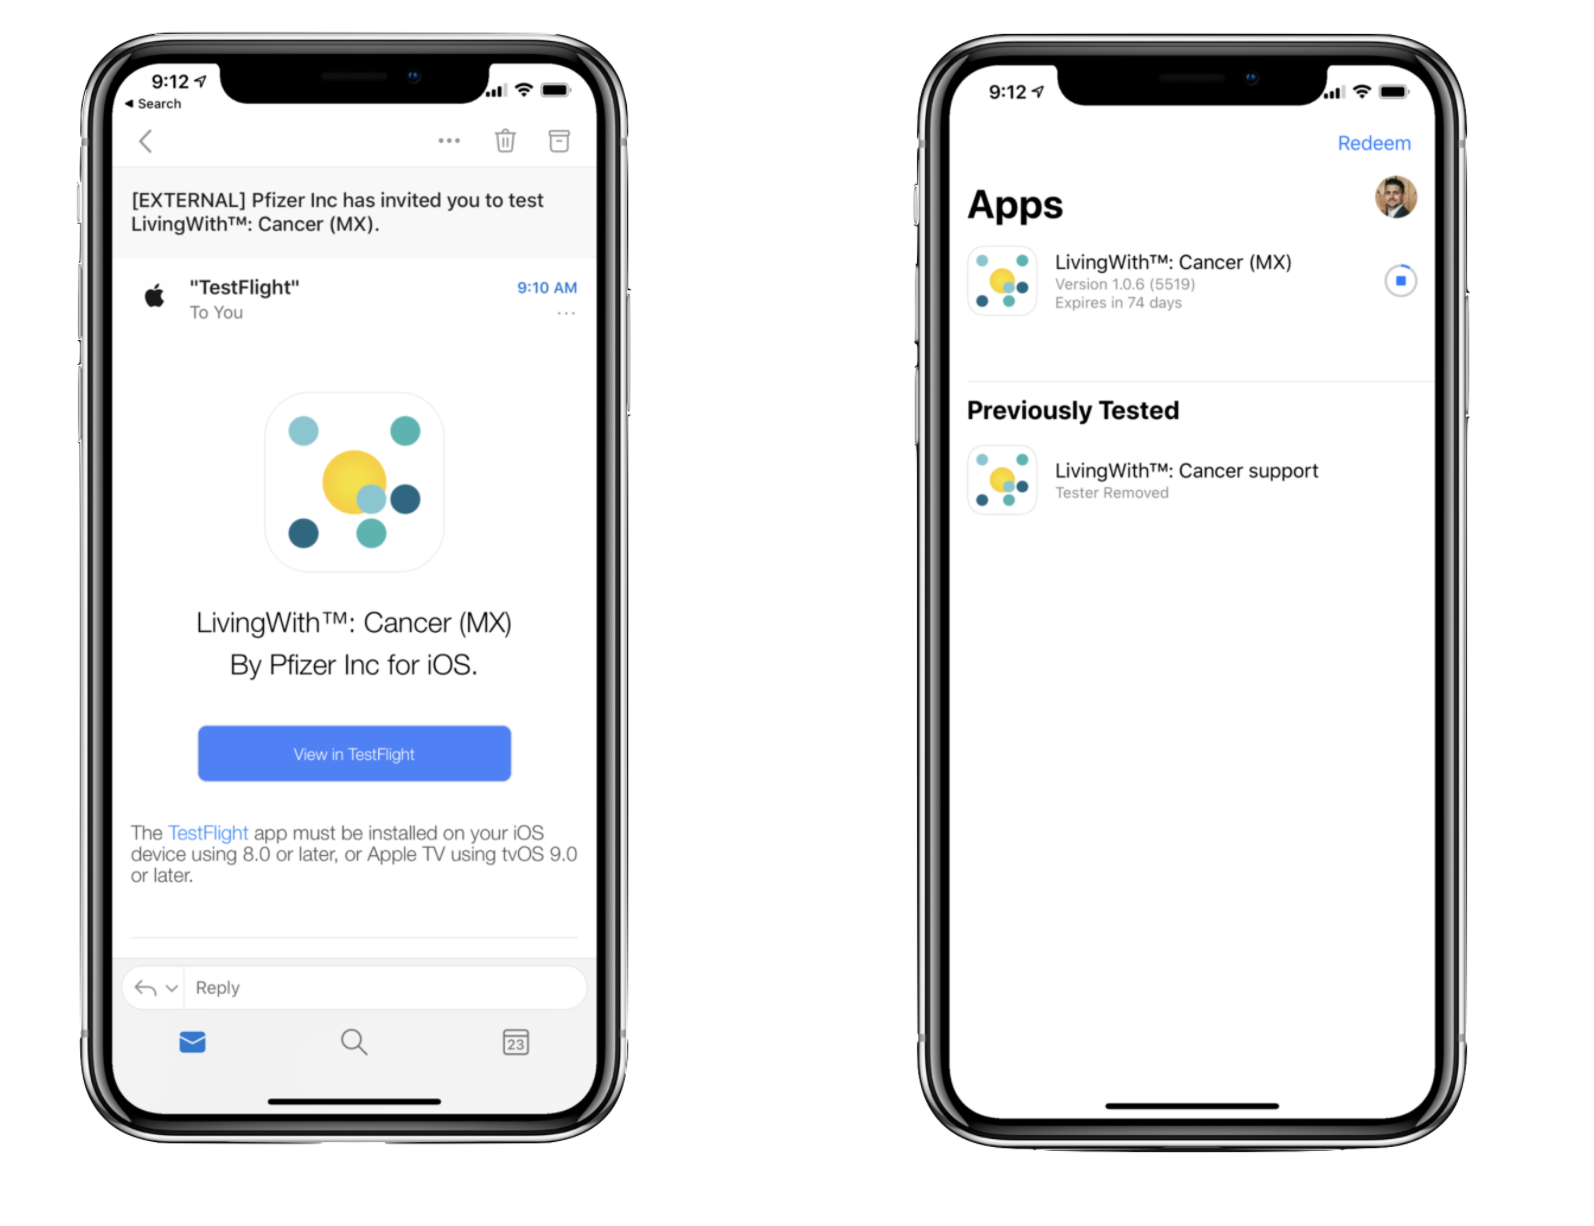 9:12
Search
[EXTERNAL] Pfizer Inc has invited you to test
LivingWith™: Cancer (MX).
"TestFlight"
9:10 AM
To You
LivingWith™: Cancer (MX)
By Pfizer Inc for iOS.
View in TestFlight
The TestFlight app must be installed on your iOS
device using 8.0 or later, or Apple TV using tvOS 9.0
or later.
Reply
23
9:12
Redeem
Apps
LivingWith™: Cancer (MX)
Version 1.0.6 (5519)
Expires in 74 days
Previously Tested
LivingWith™: Cancer support
Tester Removed